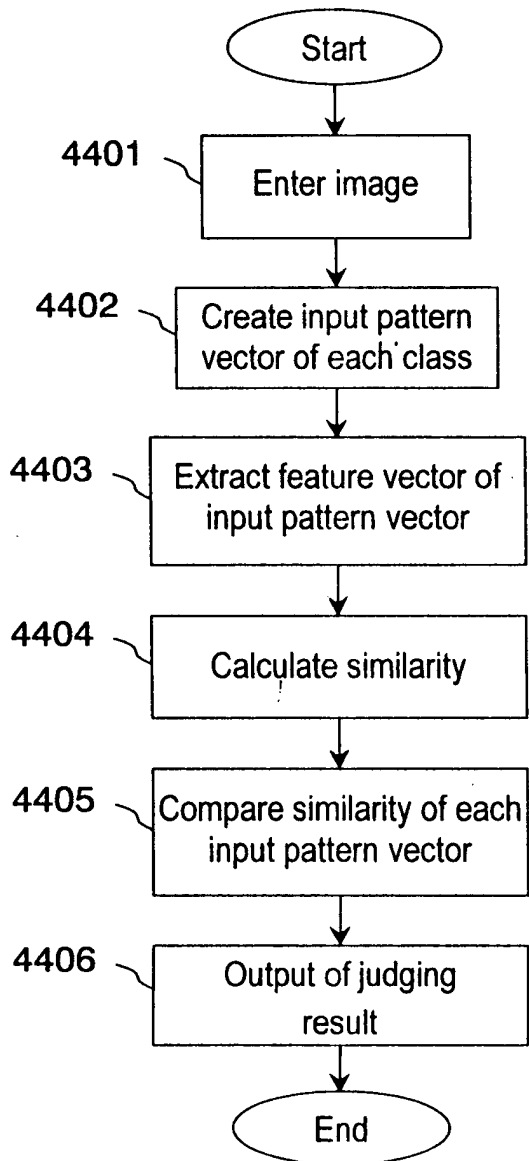 Start
4401
Enter image
4402
Create input pattern
vector of each class
4403
Extract feature vector of
input pattern vector
4404
Calculate similarity
4405
Compare similarity of each
input pattern vector
4406
Output of judging
result
End